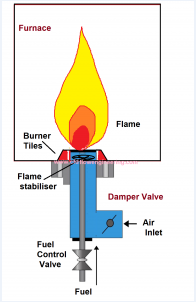 Furnace
Flame
Burner
Tiles
Flame
stabiliser
Damper Valve
Air
Inlet
Fuel
Control
Valve
Fuel